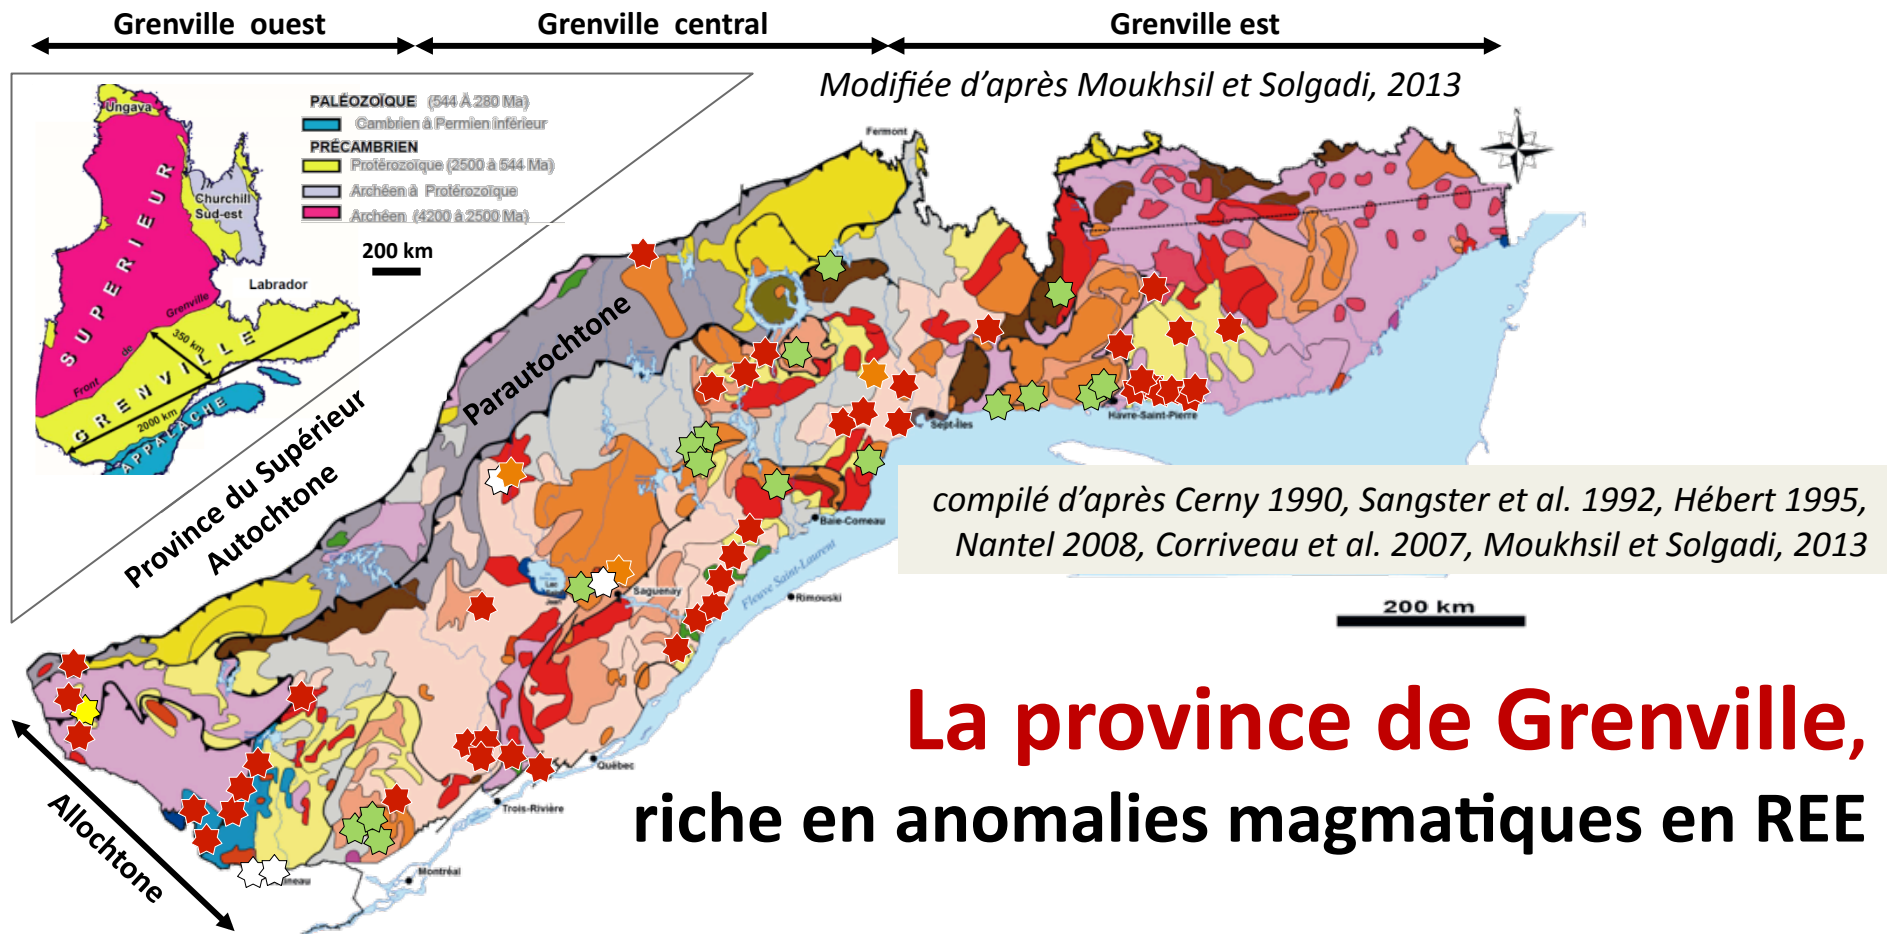 Grenville ouest
Grenville central
Grenville est
Modifiée d'après Moukhsil et Solgadi, 2013
Ungava
SUPERIEUR
Churchill
Sud-est
Labrador
Front de Grenville
350 km
GRENVILLE
2000 km
APPALACHE
PALÉOZOÏQUE (544 À 280 Ma)
Cambrien à Permien inférieur
PRÉCAMBRIEN
Protérozoïque (2500 à 544 Ma)
Archéen à Protérozoïque
Archéen (4200 à 2500 Ma)
200 km
Fermont
Parautochtone
Province du Supérieur
Autochtone
Sept-Iles
Havre-Saint-Pierre
compilé d'après Cerny 1990, Sangster et al. 1992, Hébert 1995,
Nantel 2008, Corriveau et al. 2007, Moukhsil et Solgadi, 2013
Baie-Comeau
Fleuve Saint-Laurent
Lac
Jean
Saguenay
Rimouski
200 km
Québec
Trois-Rivière
Montréal
ineau
Allochtone
La province de Grenville,
riche en anomalies magmatiques en REE